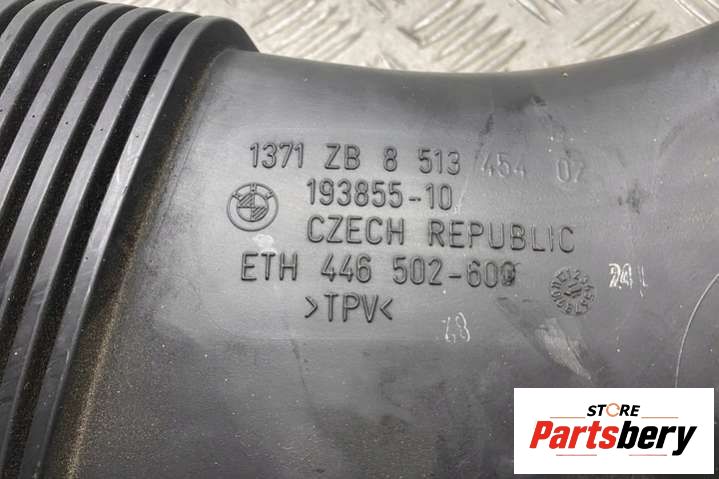 1371 ZB 8 513 454 02
193855-10
CZECH REPUBLIC
ETH 446 502-600
>TPV<
STORE
Partsbery